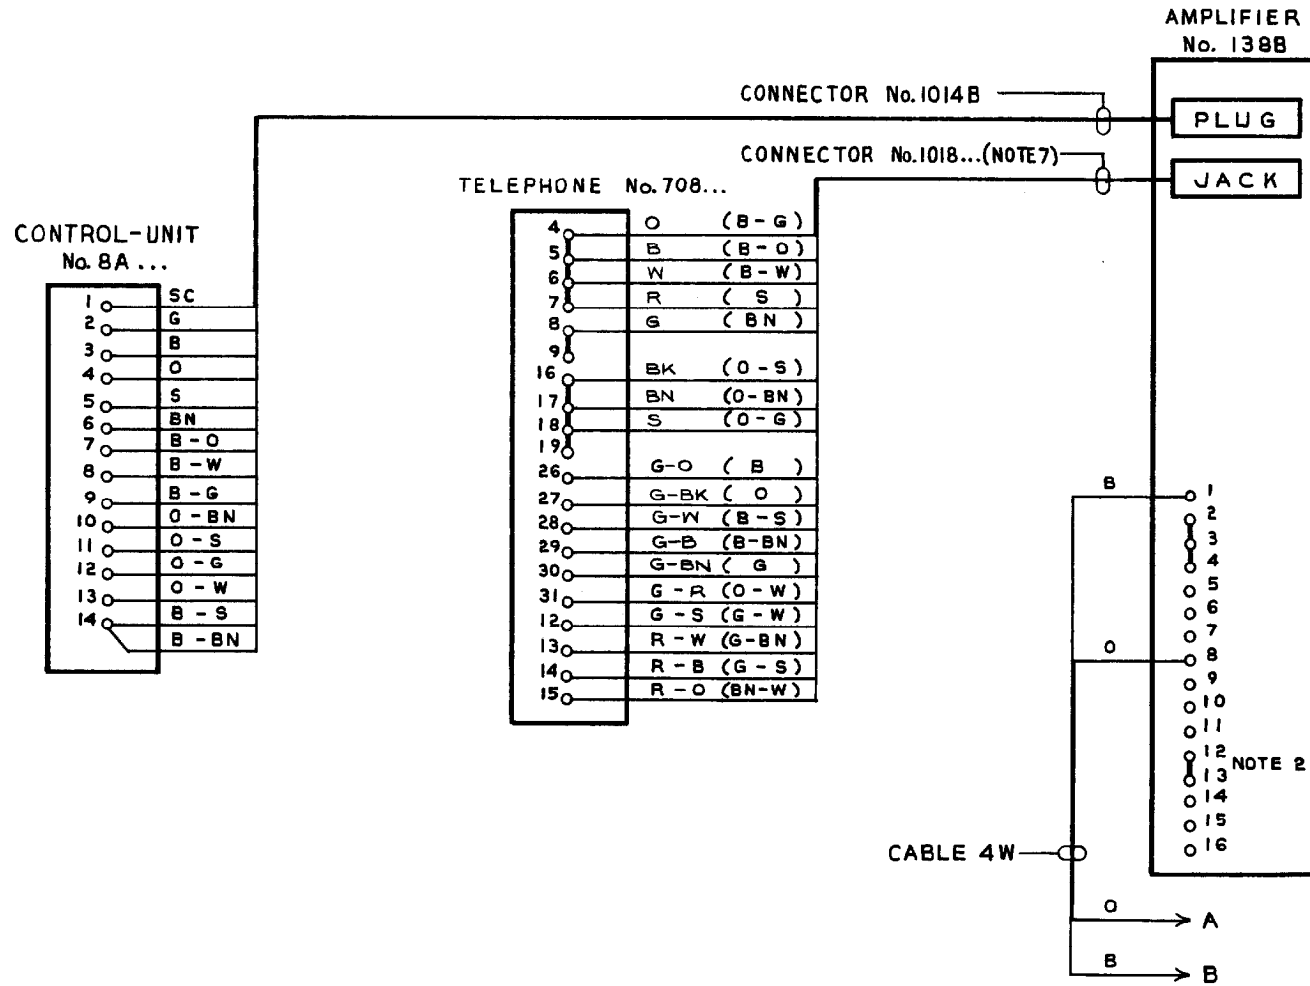 AMPLIFIER
No. 138B
CONNECTOR No. 1014B
PLUG
CONNECTOR No. 1018...(NOTE7)
JACK
TELEPHONE No. 708...
4 O (B-G)
5 B (B-O)
6 W (B-W)
7 R (S)
8 G (BN)
9
16 BK (O-S)
17 BN (O-BN)
18 S (O-G)
19
26 G-O (B)
27 G-BK (O)
28 G-W (B-S)
29 G-B (B-BN)
30 G-BN (G)
31 G-R (O-W)
12 G-S (G-W)
13 R-W (G-BN)
14 R-B (G-S)
15 R-O (BN-W)
CONTROL-UNIT
No. 8A...
1 SC
2 G
3 B
4 O
5 S
6 BN
7 B-O
8 B-W
9 B-G
10 O-BN
11 O-S
12 O-G
13 O-W
14 B-S
B-BN
B 1
2
3
4
5
6
7
O 8
9
10
11
12
NOTE 2
13
14
15
16
CABLE 4W
O A
B B